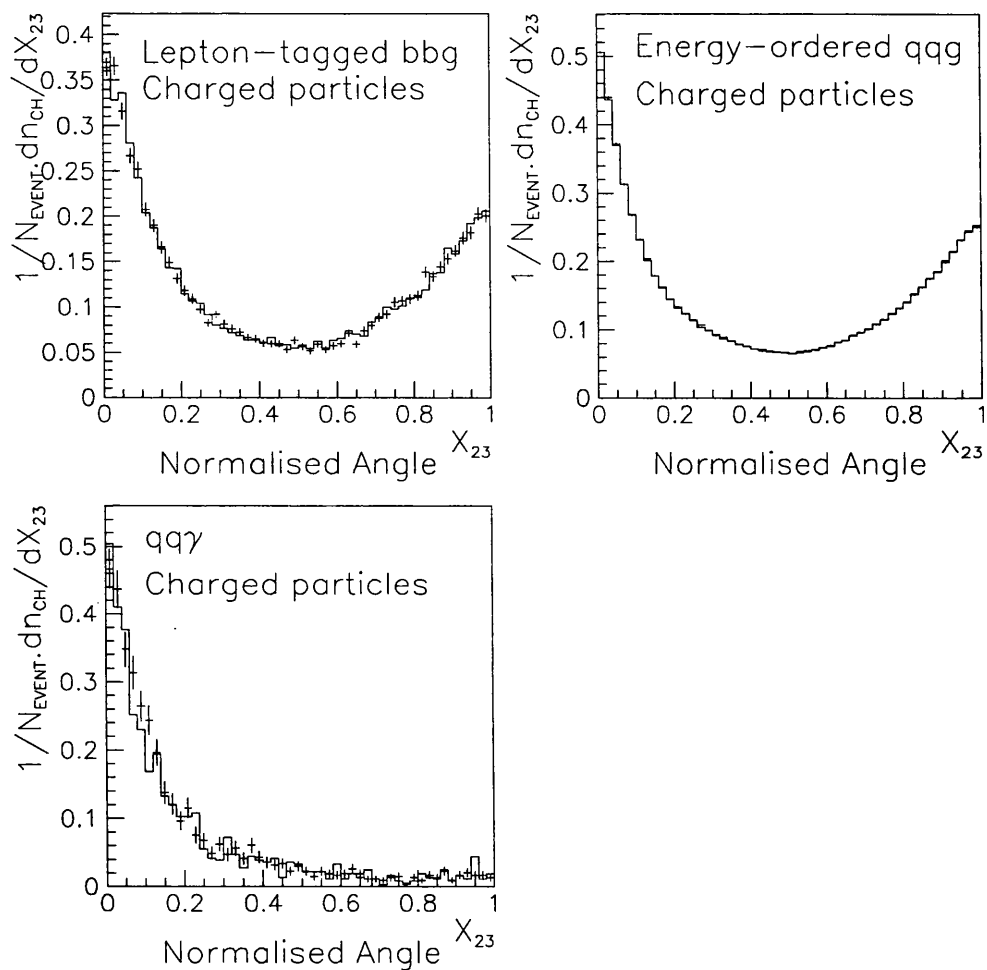 Lepton-tagged bbg
Charged particles
1/N_EVENT.dn_CH/dX_23
0.4
0.35
0.3
0.25
0.2
0.15
0.1
0.05
0
0 0.2 0.4 0.6 0.8 1
X_23
Normalised Angle
Energy-ordered qqg
Charged particles
1/N_EVENT.dn_CH/dX_23
0.5
0.4
0.3
0.2
0.1
0
0 0.2 0.4 0.6 0.8 1
X_23
Normalised Angle
qqγ
Charged particles
1/N_EVENT.dn_CH/dX_23
0.5
0.4
0.3
0.2
0.1
0
0 0.2 0.4 0.6 0.8 1
X_23
Normalised Angle